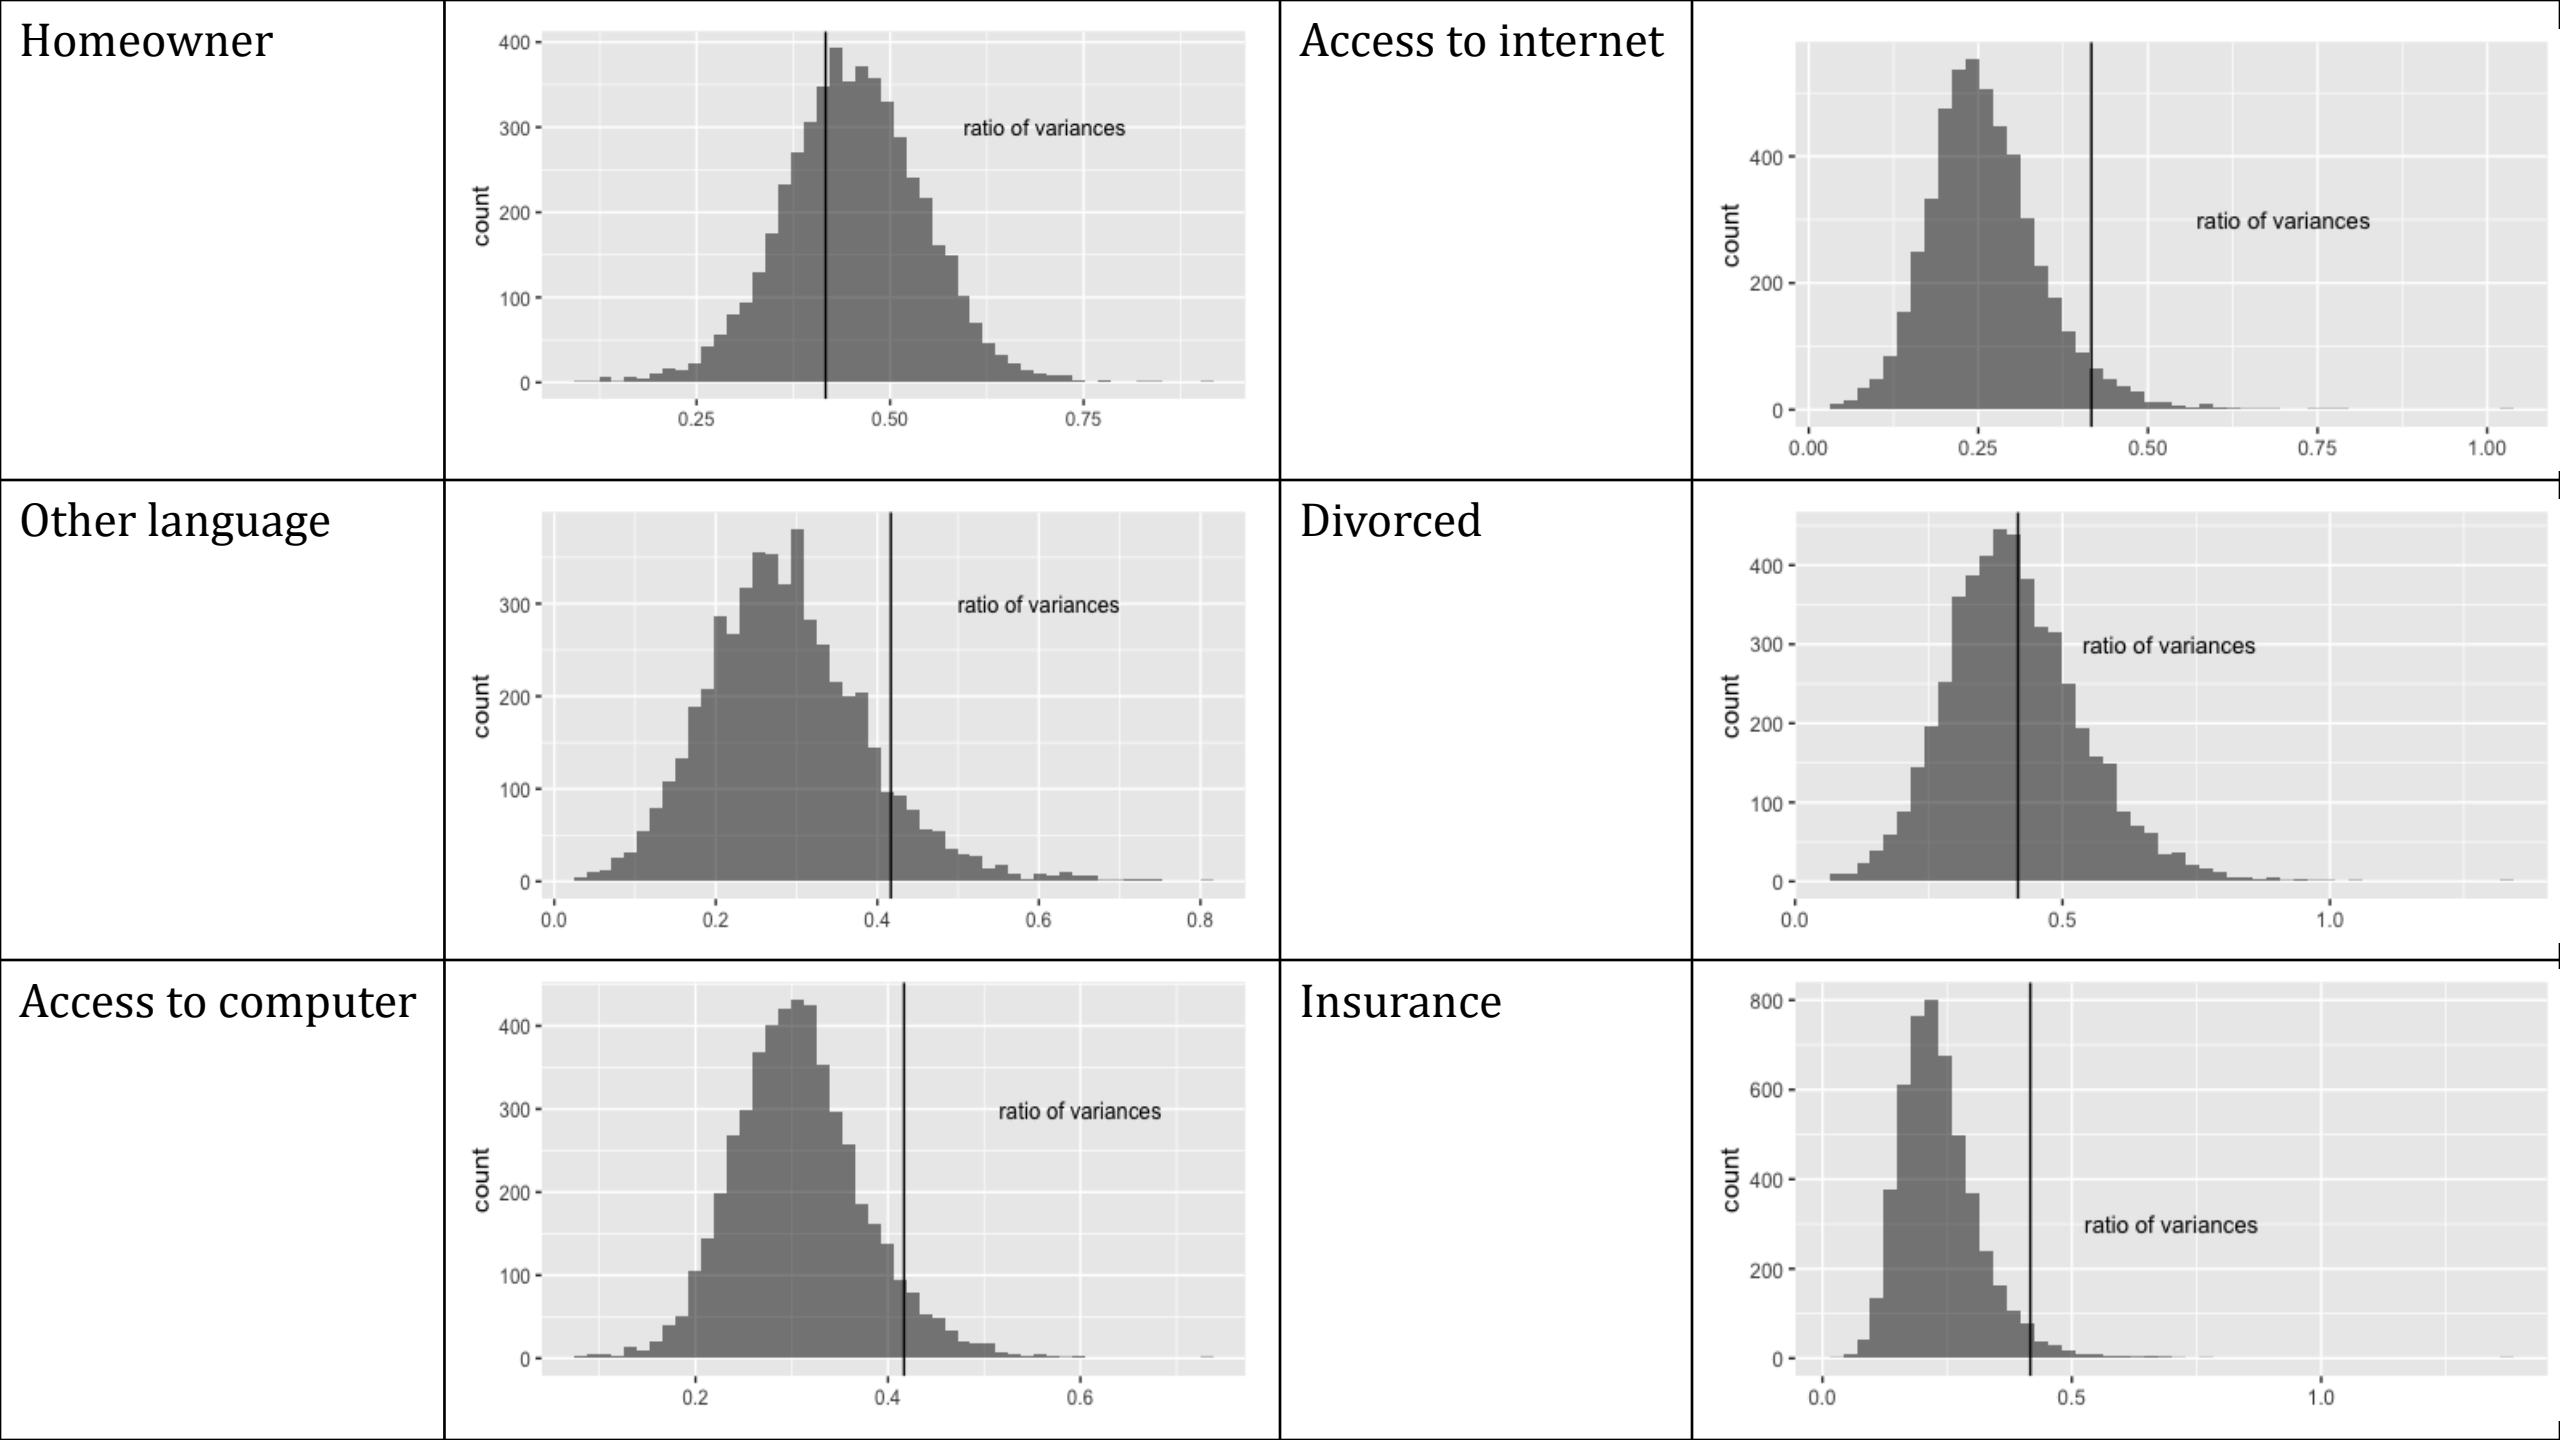 Homeowner
400
300
200
100
0
count
ratio of variances
0.25 0.50 0.75
Access to internet
400
200
0
count
ratio of variances
0.00 0.25 0.50 0.75 1.00
Other language
300
200
100
0
count
ratio of variances
0.0 0.2 0.4 0.6 0.8
Divorced
400
300
200
100
0
count
ratio of variances
0.0 0.5 1.0
Access to computer
400
300
200
100
0
count
ratio of variances
0.2 0.4 0.6
Insurance
800
600
400
200
0
count
ratio of variances
0.0 0.5 1.0